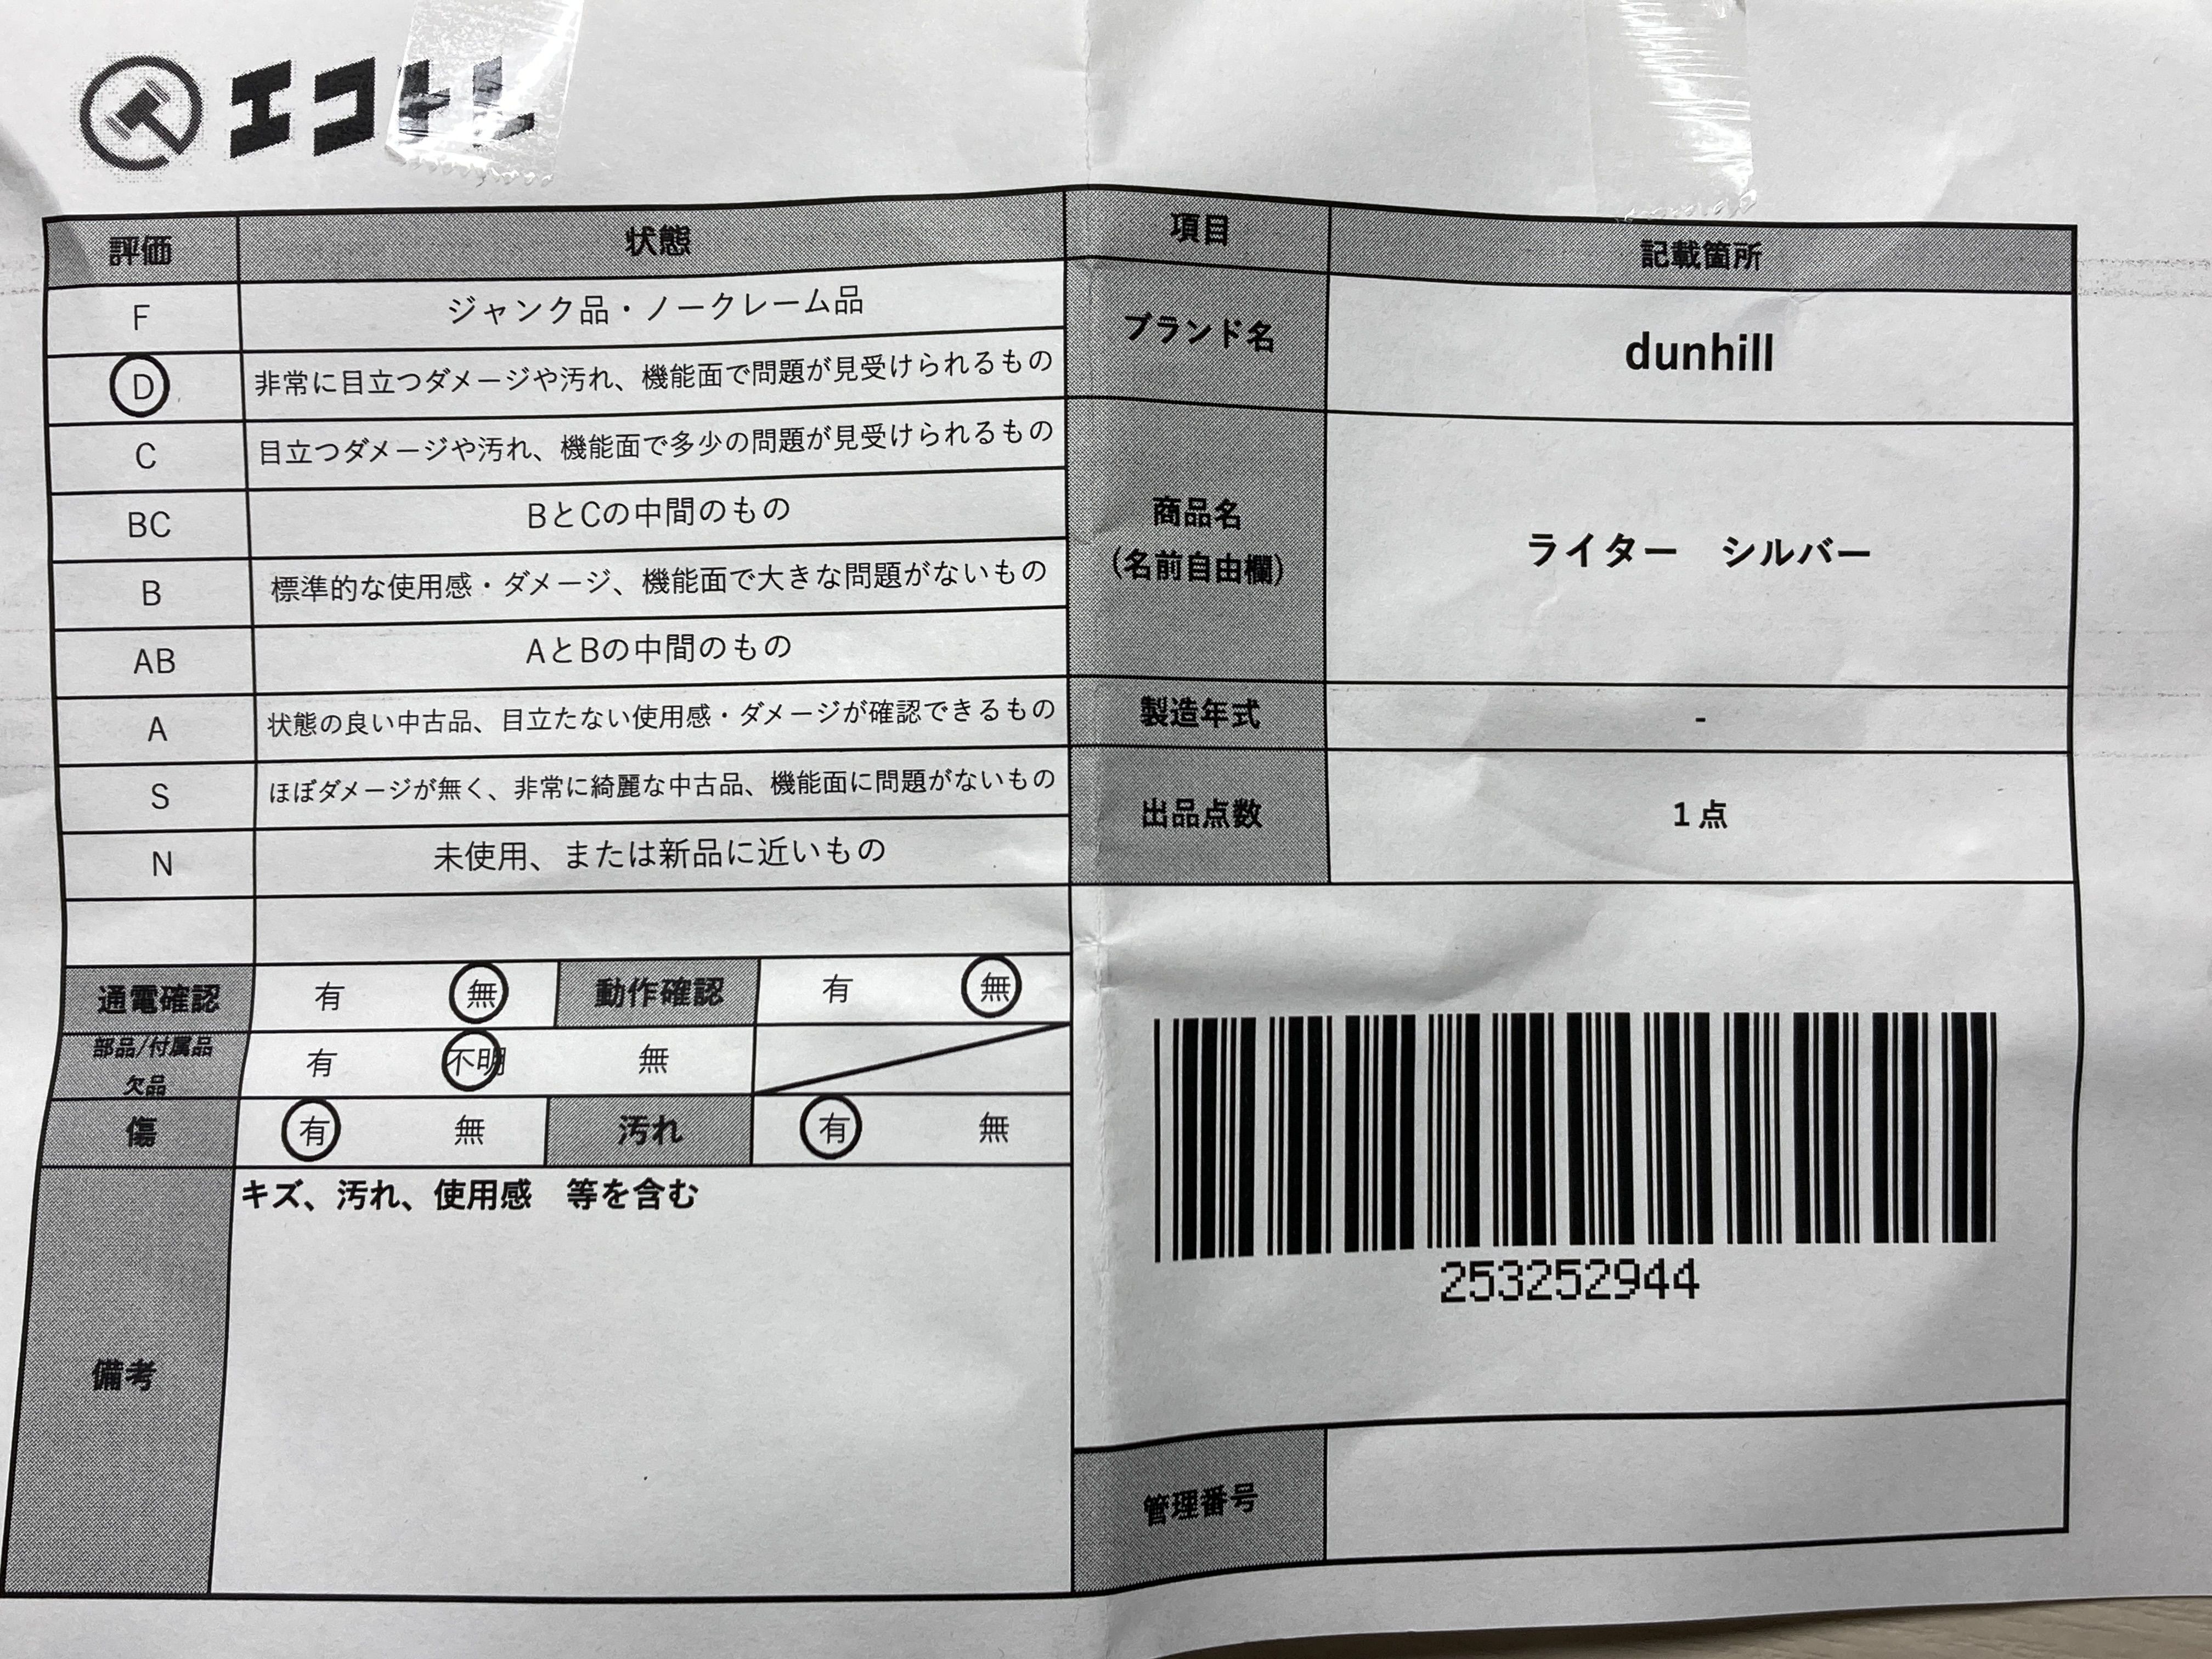 エコトレ
評価 状態
F ジャンク品・ノークレーム品
D 非常に目立つダメージや汚れ、機能面で問題が見受けられるもの
C 目立つダメージや汚れ、機能面で多少の問題が見受けられるもの
BC BとCの中間のもの
B 標準的な使用感・ダメージ、機能面で大きな問題がないもの
AB AとBの中間のもの
A 状態の良い中古品、目立たない使用感・ダメージが確認できるもの
S ほぼダメージが無く、非常に綺麗な中古品、機能面に問題がないもの
N 未使用、または新品に近いもの
通電確認 有 無 動作確認 有 無
部品/付属品
欠品 有 不明 無
傷 有 無 汚れ 有 無
備考 キズ、汚れ、使用感 等を含む
項目 記載箇所
ブランド名 dunhill
商品名
(名前自由欄) ライター シルバー
製造年式 -
出品点数 1点
253252944
管理番号